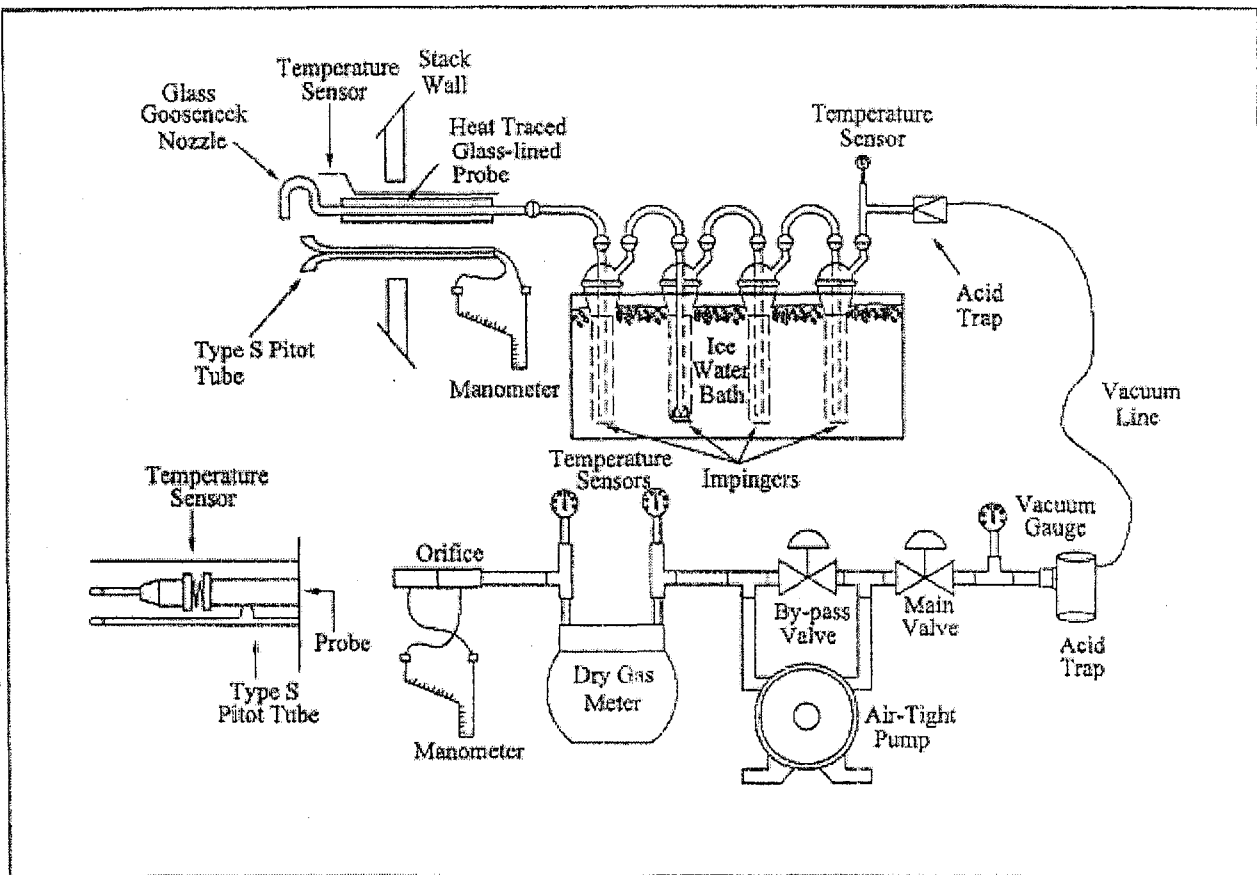 Stack
Wall
Temperature
Sensor
Glass
Gooseneck
Nozzle
Heat Traced
Glass-lined
Probe
Temperature
Sensor
Acid
Trap
Ice
Water
Bath
Type S Pitot
Tube
Manometer
Vacuum
Line
Impingers
Temperature
Sensors
Temperature
Sensor
Vacuum
Gauge
Orifice
By-pass
Valve
Main
Valve
Probe
Acid
Trap
Dry Gas
Meter
Type S
Pitot Tube
Air-Tight
Pump
Manometer